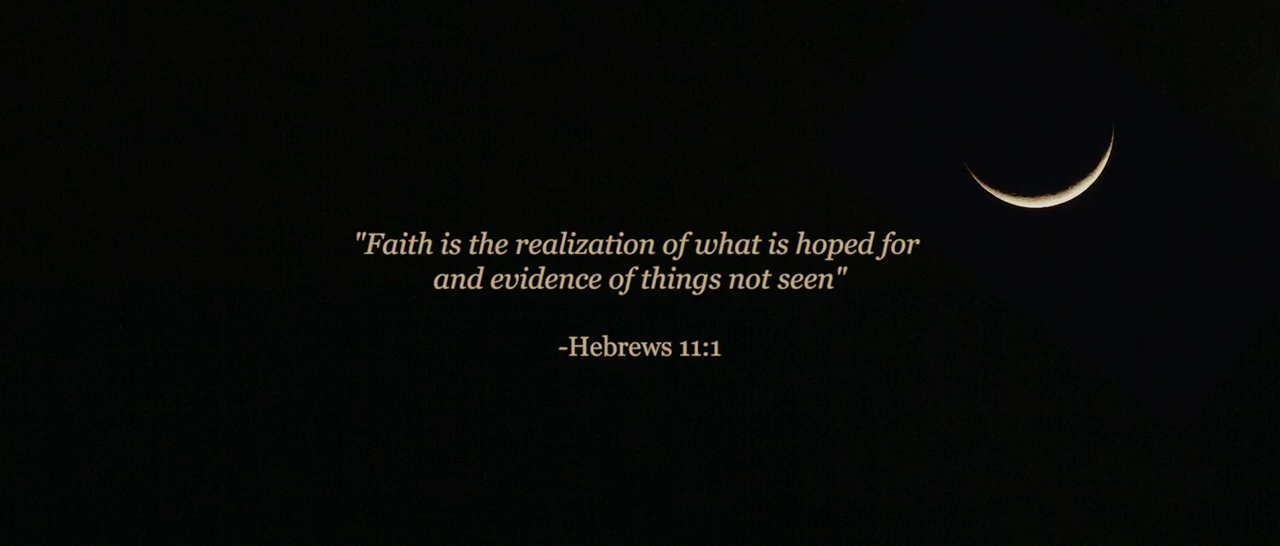 "Faith is the realization of what is hoped for
and evidence of things not seen"
-Hebrews 11:1